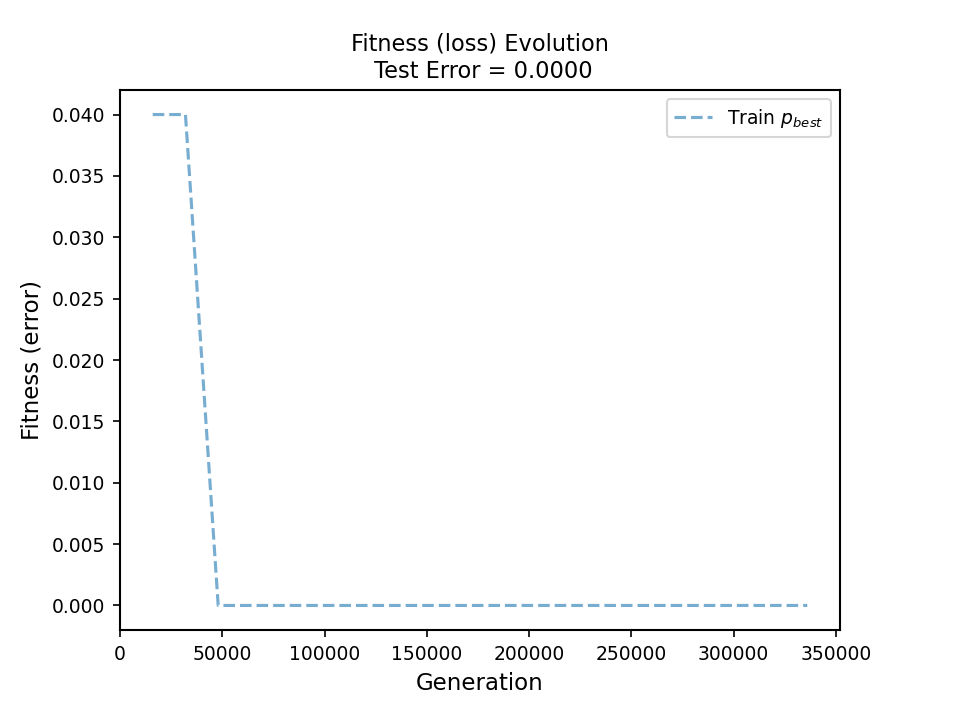 Fitness (loss) Evolution
Test Error = 0.0000
Train p_best
Fitness (error)
0.040
0.035
0.030
0.025
0.020
0.015
0.010
0.005
0.000
0 50000 100000 150000 200000 250000 300000 350000
Generation